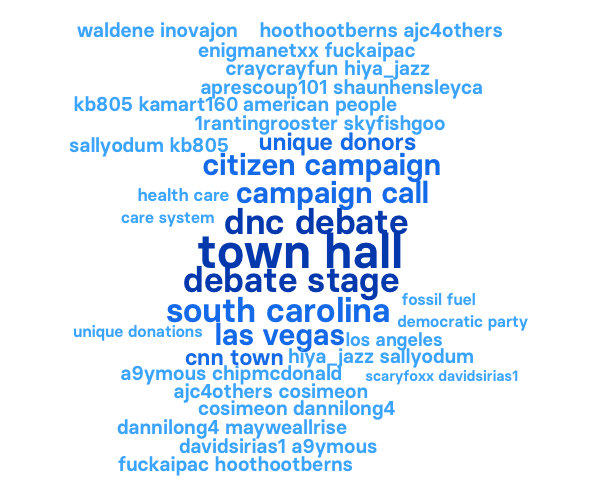 waldene inovajon hoothootberns ajc4others
enigmanetxx fuckaipac
craycrayfun hiya_jazz
aprescoup101 shaunhensleyca
kb805 kamart160 american people
1rantingrooster skyfishgoo
sallyodum kb805 unique donors
citizen campaign
health care campaign call
care system dnc debate
town hall
debate stage
fossil fuel
south carolina democratic party
unique donations las vegas los angeles
cnn town hiya_jazz sallyodum
a9ymous chipmcdonald scaryfoxx davidsirias1
ajc4others cosimeon
cosimeon dannilong4
dannilong4 mayweallrise
davidsirias1 a9ymous
fuckaipac hoothootberns